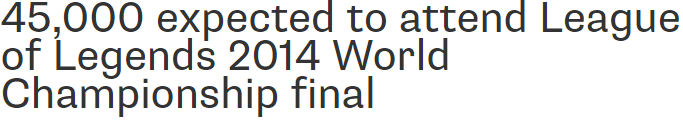 45,000 expected to attend League
of Legends 2014 World
Championship final